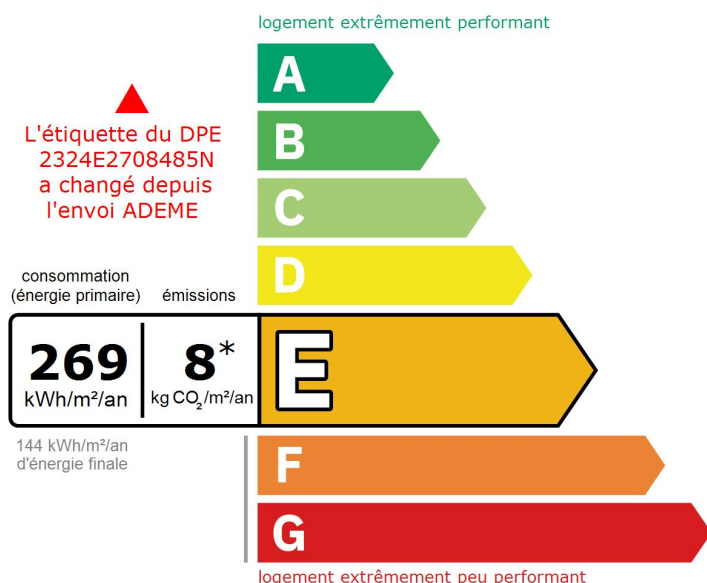 logement extrêmement performant
A
L'étiquette du DPE
2324E2708485N
a changé depuis
l'envoi ADEME
B
C
D
consommation
(énergie primaire)
émissions
269
kWh/m²/an
8*
kg CO₂/m²/an
E
144 kWh/m²/an
d'énergie finale
F
G
logement extrêmement peu performant